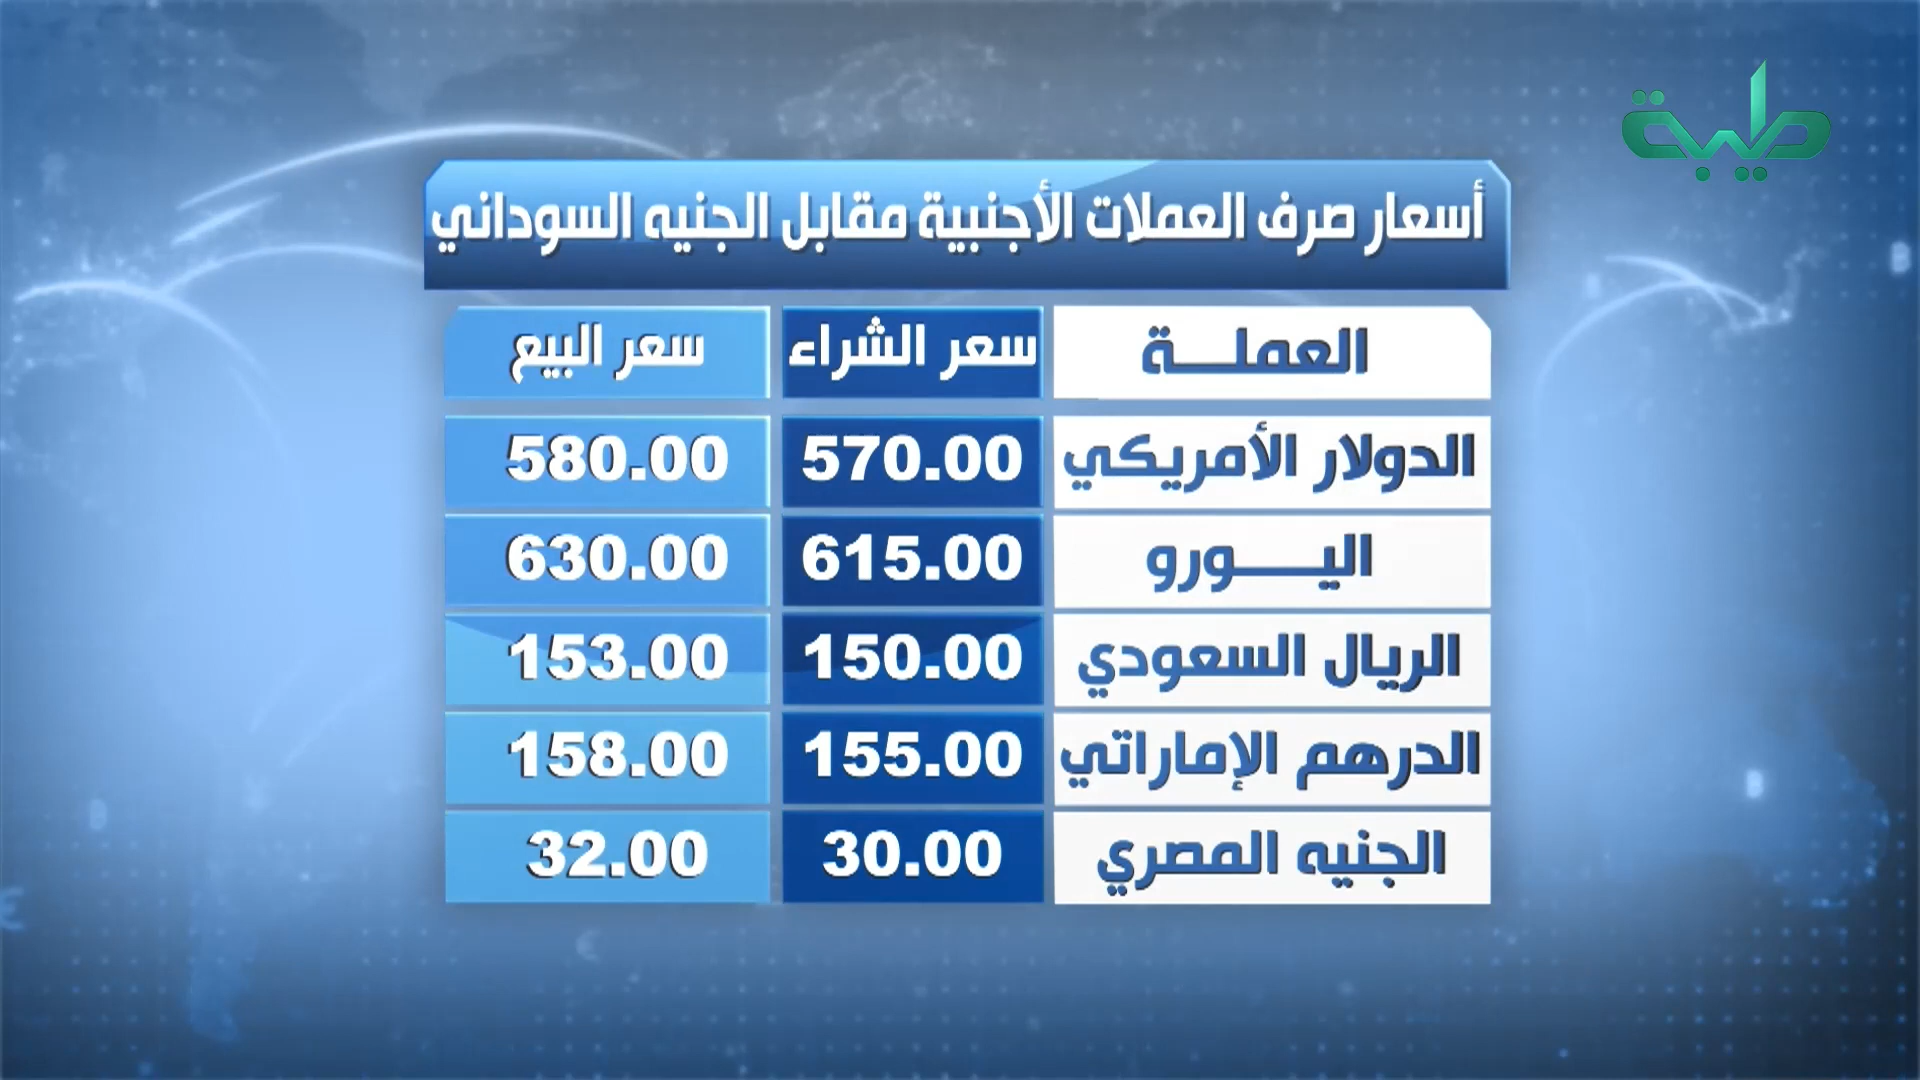 طيبة
أسعار صرف العملات الأجنبية مقابل الجنيه السوداني
العملـــة سعر الشراء سعر البيع
الدولار الأمريكي 570.00 580.00
اليـــــورو 615.00 630.00
الريال السعودي 150.00 153.00
الدرهم الإماراتي 155.00 158.00
الجنيه المصري 30.00 32.00